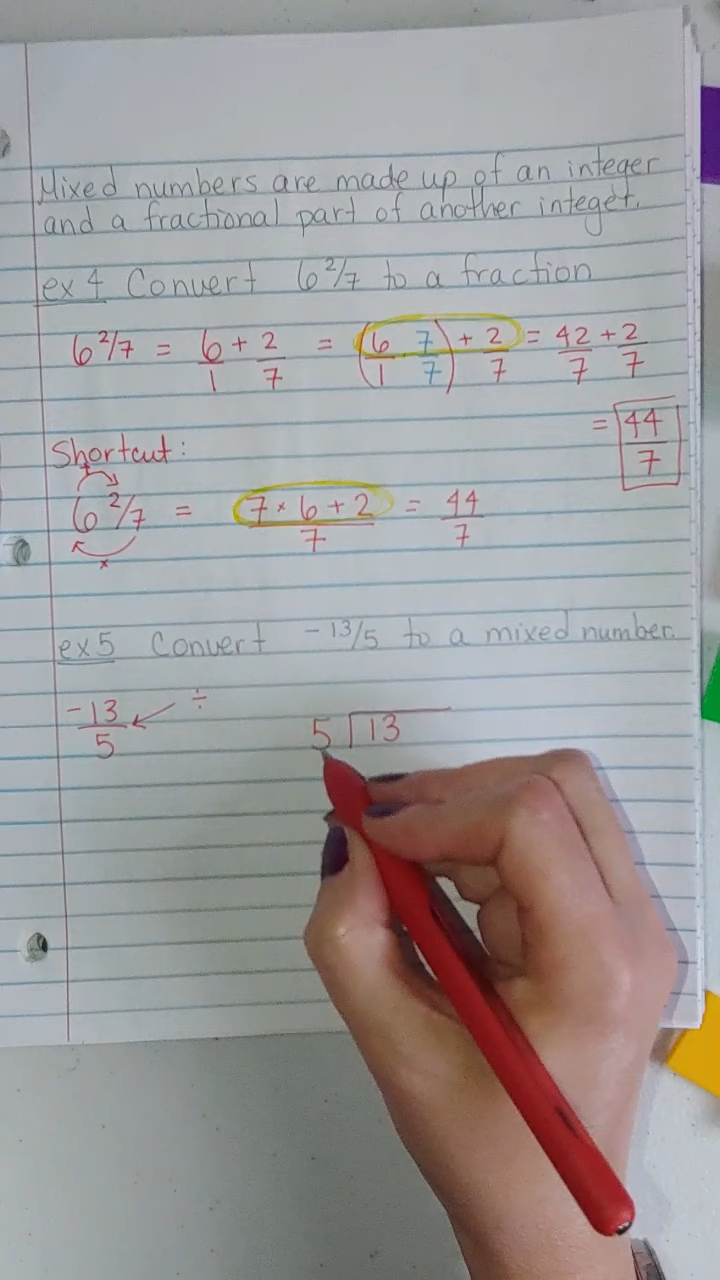 Mixed numbers are made up of an integer
and a fractional part of another integer.
ex 4 Convert 6 2/7 to a fraction
6 2/7 = 6/1 + 2/7 = (6/1 7/7) + 2/7 = 42/7 + 2/7
= 44/7
Shortcut:
+
6 2/7 = 7 × 6 + 2 / 7 = 44/7
×
ex 5 Convert -13/5 to a mixed number.
-13/5 ÷ 5 13